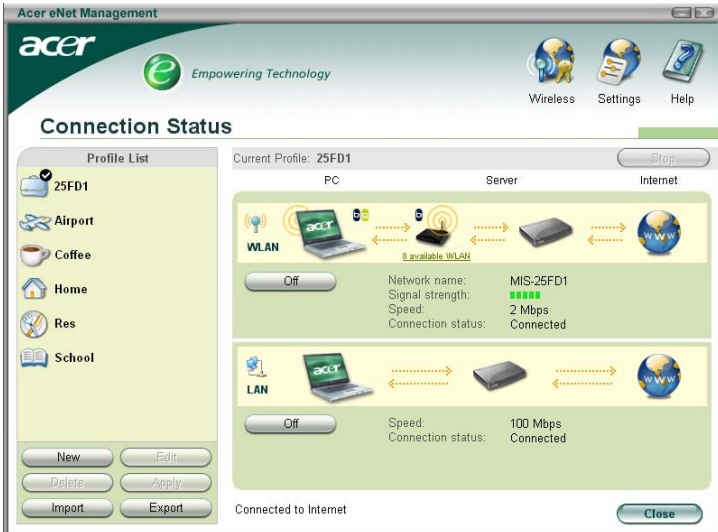 Acer eNet Management
acer
e
Empowering Technology
Wireless
Settings
Help
Connection Status
Profile List
25FD1
Airport
Coffee
Home
Res
School
New
Edit
Delete
Apply
Import
Export
Current Profile: 25FD1
Stop
PC
Server
Internet
WLAN
acer
b g
b
www
8 available WLAN
Off
Network name: MIS-25FD1
Signal strength:
Speed: 2 Mbps
Connection status: Connected
LAN
acer
www
Off
Speed: 100 Mbps
Connection status: Connected
Connected to Internet
Close